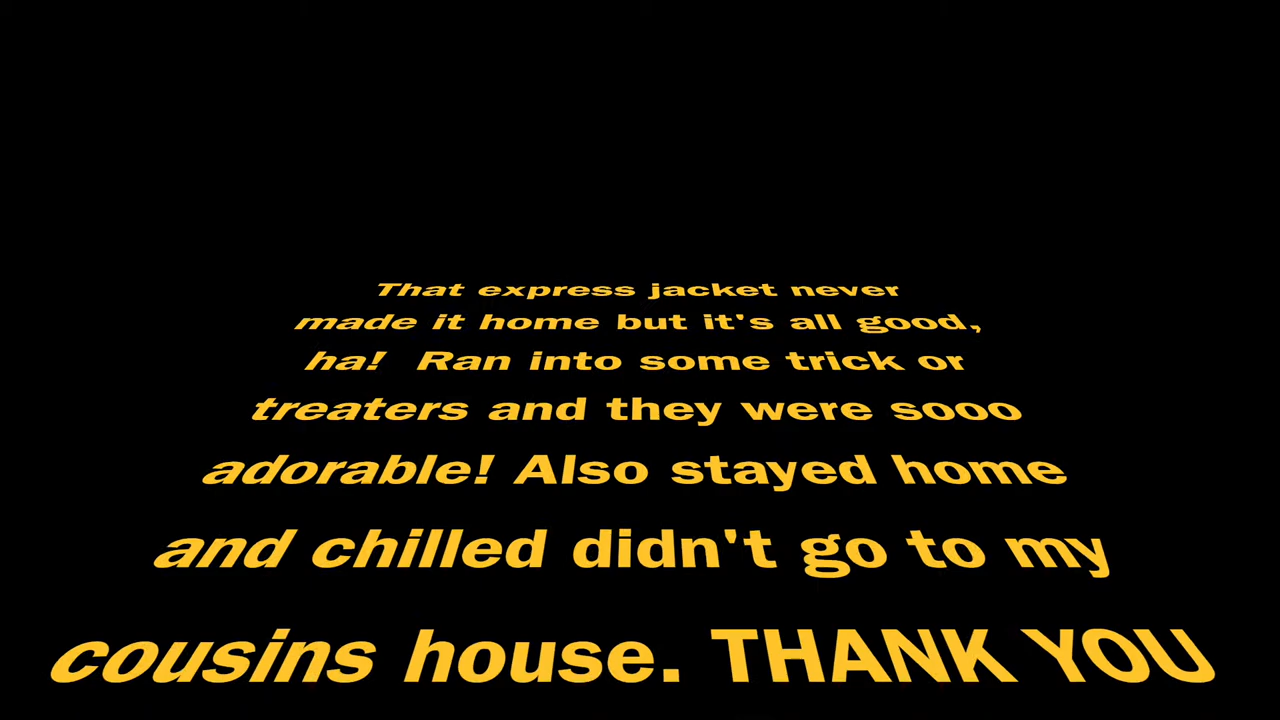 That express jacket never
made it home but it's all good,
ha!  Ran into some trick or
treaters and they were sooo
adorable! Also stayed home
and chilled didn't go to my
cousins house. THANK YOU